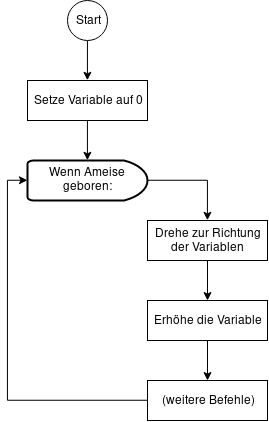 Start
Setze Variable auf 0
Wenn Ameise
geboren:
Drehe zur Richtung
der Variablen
Erhöhe die Variable
(weitere Befehle)